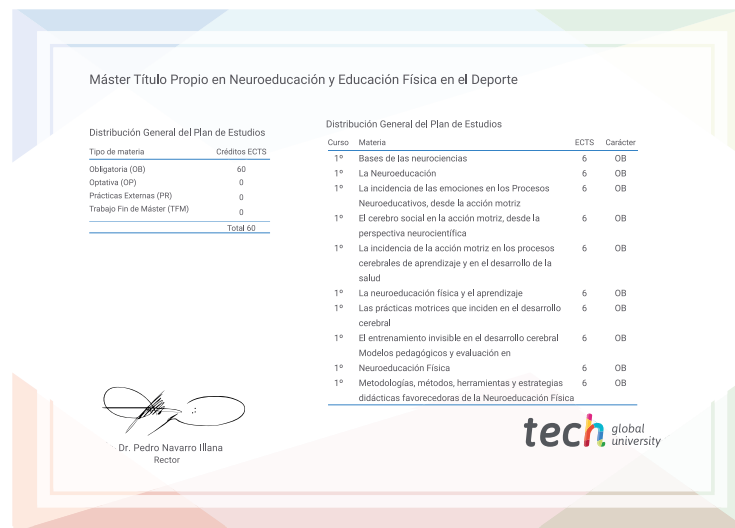 Máster Título Propio en Neuroeducación y Educación Física en el Deporte
Distribución General del Plan de Estudios
Tipo de materia Créditos ECTS
Obligatoria (OB) 60
Optativa (OP) 0
Prácticas Externas (PR) 0
Trabajo Fin de Máster (TFM) 0
Total 60
Distribución General del Plan de Estudios
Curso Materia ECTS Carácter
1º Bases de las neurociencias 6 OB
1º La Neuroeducación 6 OB
1º La incidencia de las emociones en los Procesos 6 OB
Neuroeducativos, desde la acción motriz
1º El cerebro social en la acción motriz, desde la 6 OB
perspectiva neurocientífica
1º La incidencia de la acción motriz en los procesos 6 OB
cerebrales de aprendizaje y en el desarrollo de la
salud
1º La neuroeducación física y el aprendizaje 6 OB
1º Las prácticas motrices que inciden en el desarrollo 6 OB
cerebral
1º El entrenamiento invisible en el desarrollo cerebral 6 OB
Modelos pedagógicos y evaluación en
1º Neuroeducación Física 6 OB
1º Metodologías, métodos, herramientas y estrategias 6 OB
didácticas favorecedoras de la Neuroeducación Física
Dr. Pedro Navarro Illana
Rector
tech global
university